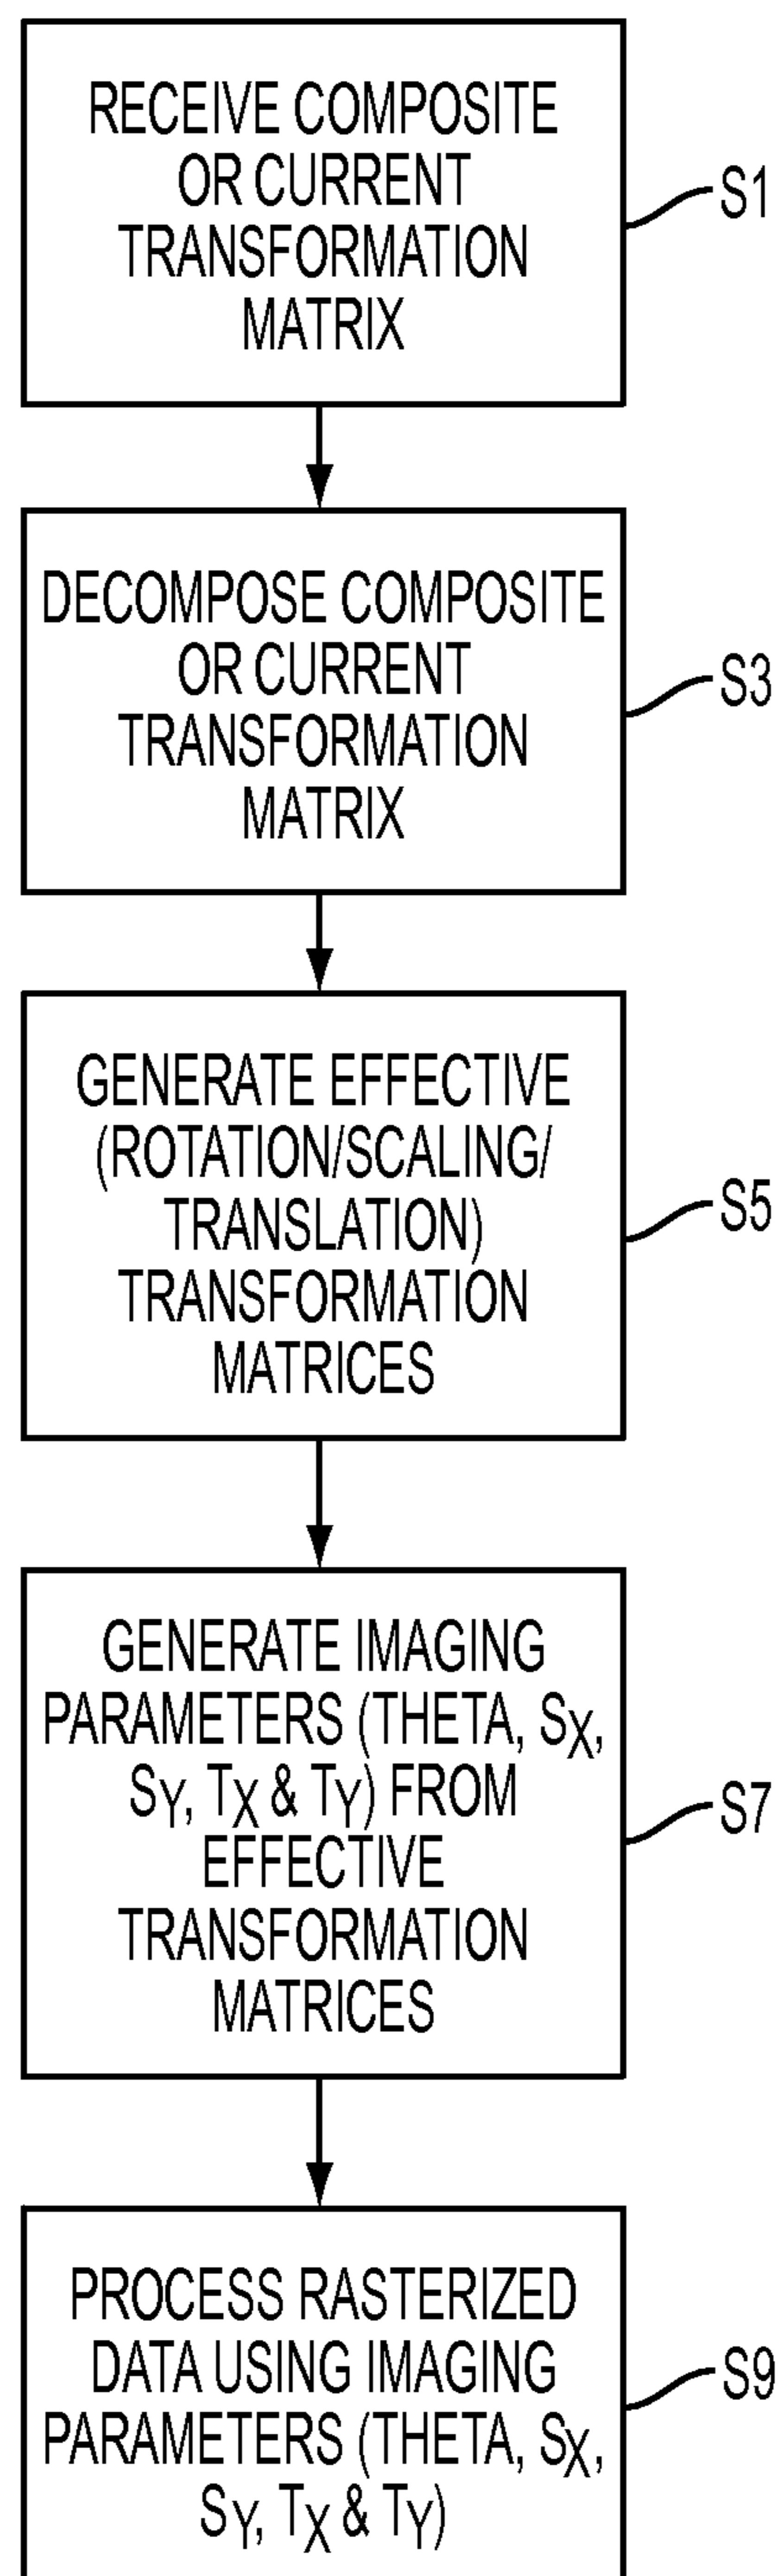 RECEIVE COMPOSITE
OR CURRENT
TRANSFORMATION
MATRIX
S1
DECOMPOSE COMPOSITE
OR CURRENT
TRANSFORMATION
MATRIX
S3
GENERATE EFFECTIVE
(ROTATION/SCALING/
TRANSLATION)
TRANSFORMATION
MATRICES
S5
GENERATE IMAGING
PARAMETERS (THETA, SX,
SY, TX & TY) FROM
EFFECTIVE
TRANSFORMATION
MATRICES
S7
PROCESS RASTERIZED
DATA USING IMAGING
PARAMETERS (THETA, SX,
SY, TX & TY)
S9